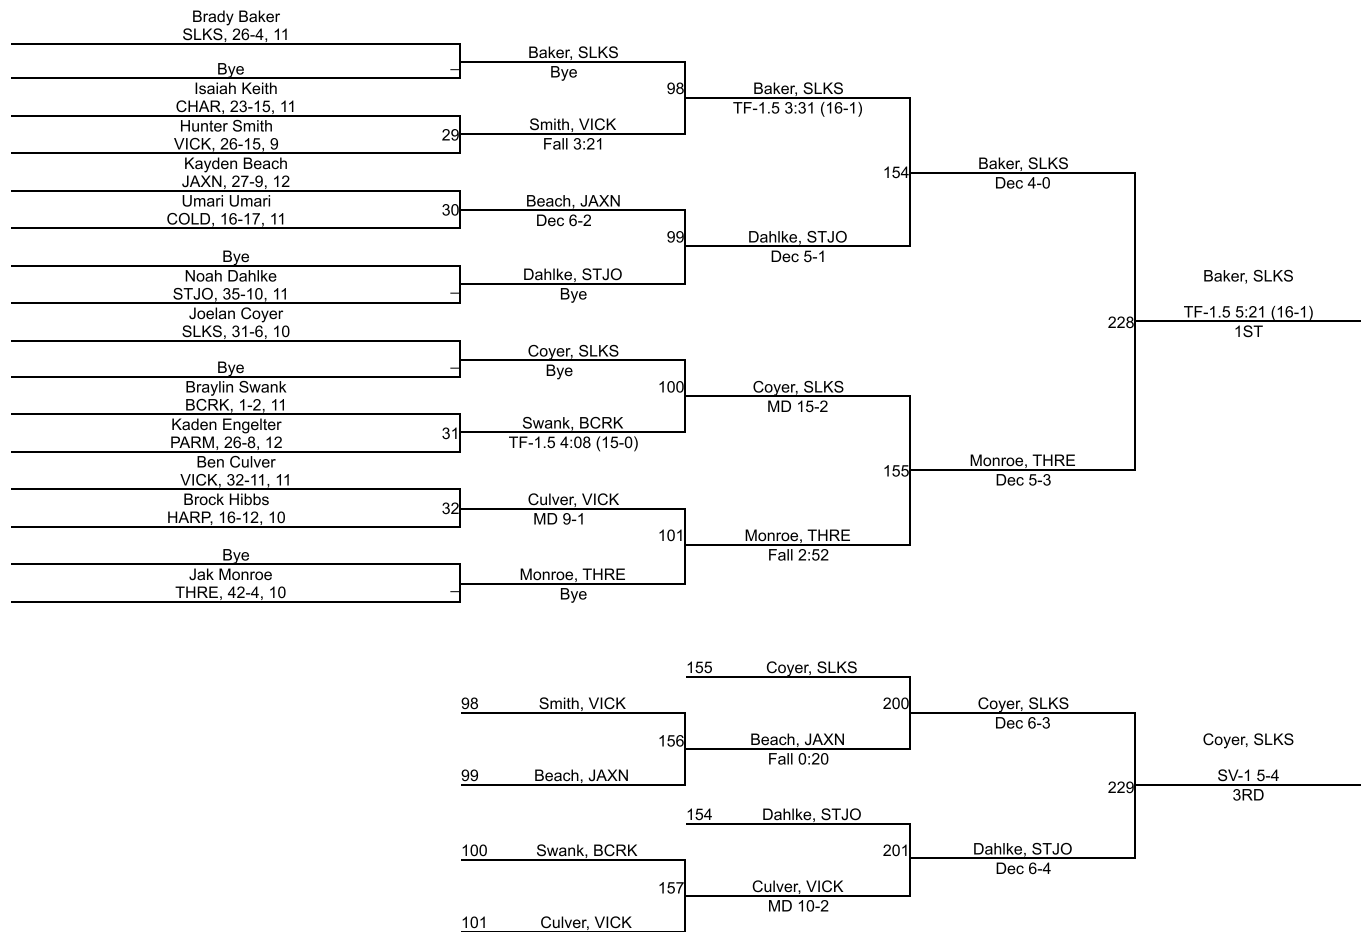 Brady Baker
SLKS, 26-4, 11
Bye
Isaiah Keith
CHAR, 23-15, 11
Hunter Smith
VICK, 26-15, 9
Kayden Beach
JAXN, 27-9, 12
Umari Umari
COLD, 16-17, 11
Bye
Noah Dahlke
STJO, 35-10, 11
Joelan Coyer
SLKS, 31-6, 10
Bye
Braylin Swank
BCRK, 1-2, 11
Kaden Engelter
PARM, 26-8, 12
Ben Culver
VICK, 32-11, 11
Brock Hibbs
HARP, 16-12, 10
Bye
Jak Monroe
THRE, 42-4, 10
–
29
30
–
–
31
32
–
Baker, SLKS
Bye
Smith, VICK
Fall 3:21
Beach, JAXN
Dec 6-2
Dahlke, STJO
Bye
Coyer, SLKS
Bye
Swank, BCRK
TF-1.5 4:08 (15-0)
Culver, VICK
MD 9-1
Monroe, THRE
Bye
98
99
100
101
Baker, SLKS
TF-1.5 3:31 (16-1)
Dahlke, STJO
Dec 5-1
Coyer, SLKS
MD 15-2
Monroe, THRE
Fall 2:52
154
155
Baker, SLKS
Dec 4-0
Monroe, THRE
Dec 5-3
228
Baker, SLKS
TF-1.5 5:21 (16-1)
1ST
98 Smith, VICK
99 Beach, JAXN
100 Swank, BCRK
101 Culver, VICK
156
157
155 Coyer, SLKS
Beach, JAXN
Fall 0:20
154 Dahlke, STJO
Culver, VICK
MD 10-2
200
201
Coyer, SLKS
Dec 6-3
Dahlke, STJO
Dec 6-4
229
Coyer, SLKS
SV-1 5-4
3RD